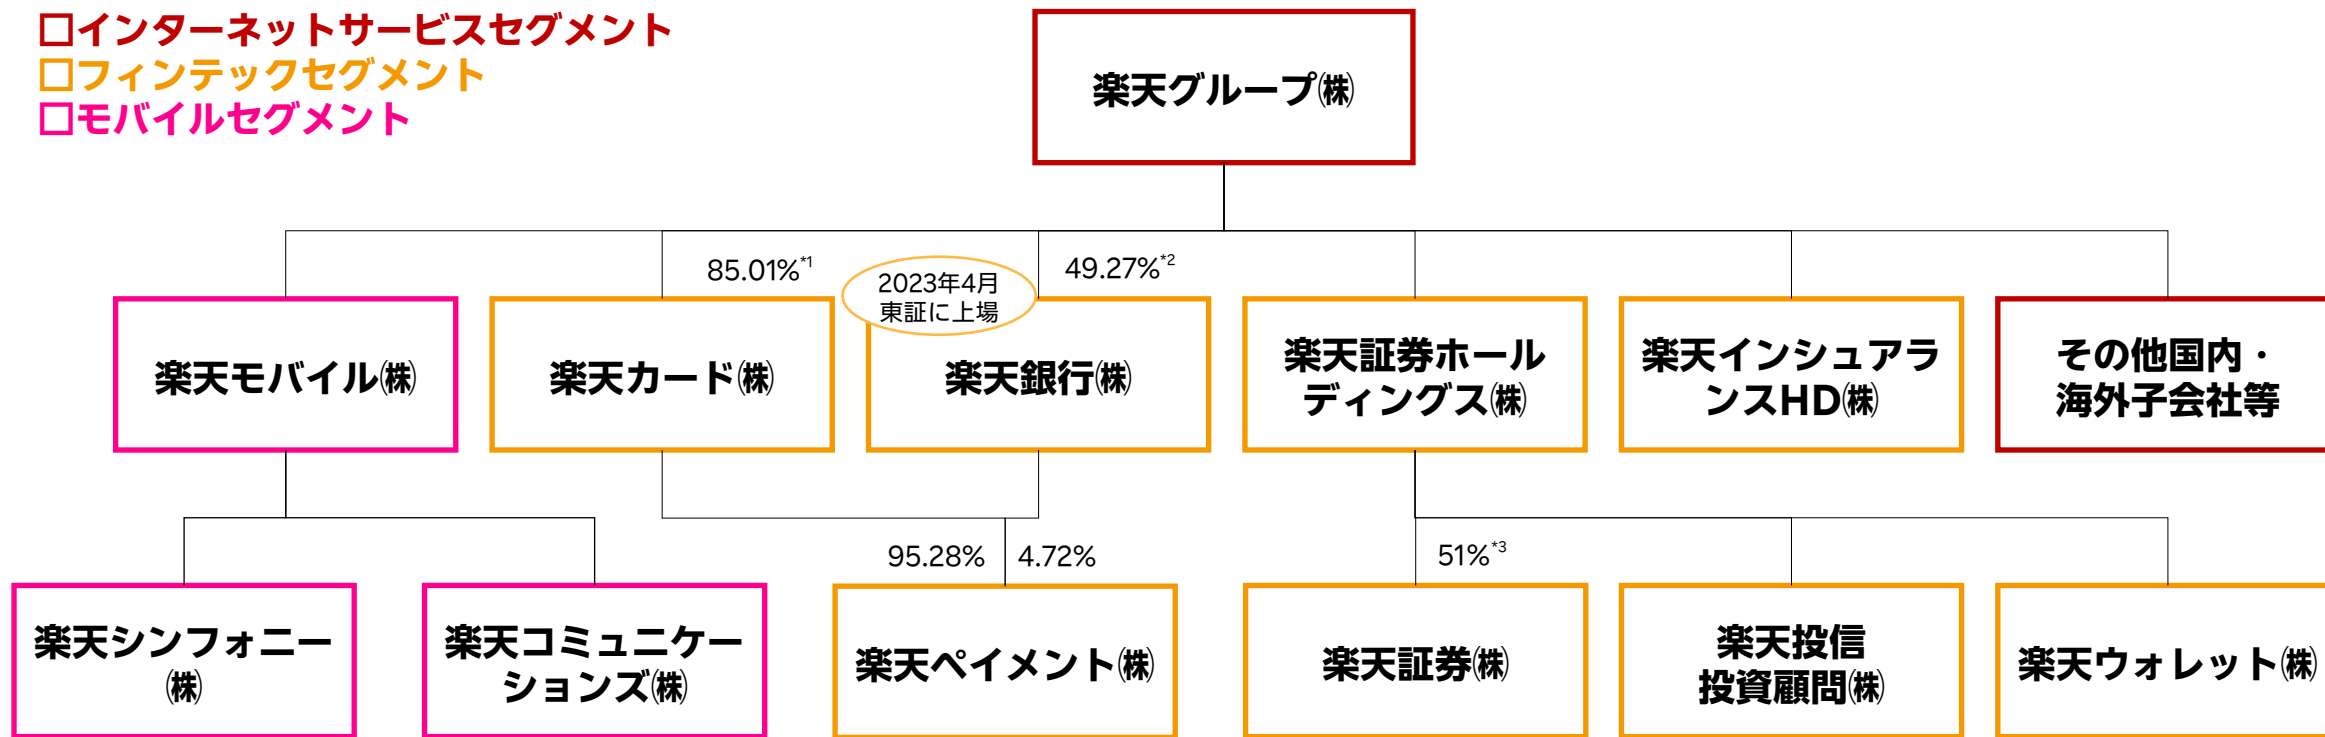 □インターネットサービスセグメント
□フィンテックセグメント
□モバイルセグメント
楽天グループ㈱
85.01%*1
2023年4月
東証に上場
49.27%*2
楽天モバイル㈱
楽天カード㈱
楽天銀行㈱
楽天証券ホール
ディングス㈱
楽天インシュアラ
ンスHD㈱
その他国内・
海外子会社等
95.28%
4.72%
51%*3
楽天シンフォニー
㈱
楽天コミュニケー
ションズ㈱
楽天ペイメント㈱
楽天証券㈱
楽天投信
投資顧問㈱
楽天ウォレット㈱